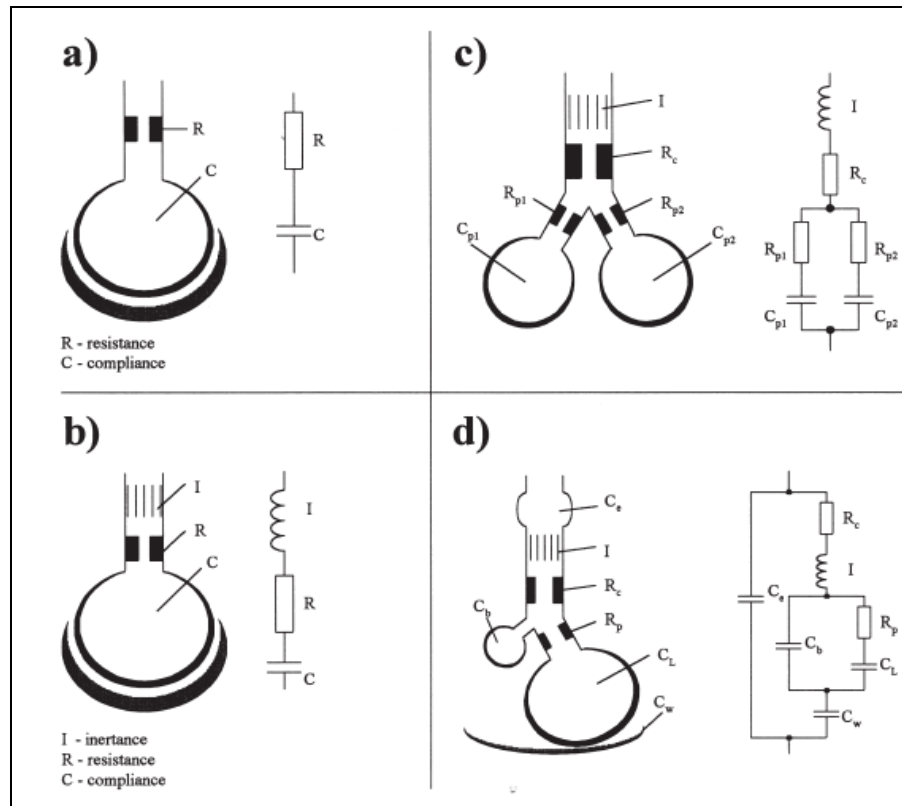 a)
R
C
R
C
R - resistance
C - compliance
b)
I
R
C
I
R
C
I - inertance
R - resistance
C - compliance
c)
I
Rc
Rp1
Rp2
Cp1
Cp2
I
Rc
Rp1
Rp2
Cp1
Cp2
d)
Ce
I
Rc
Cb
Rp
CL
Cw
Rc
I
Ce
Rp
Cb
CL
Cw